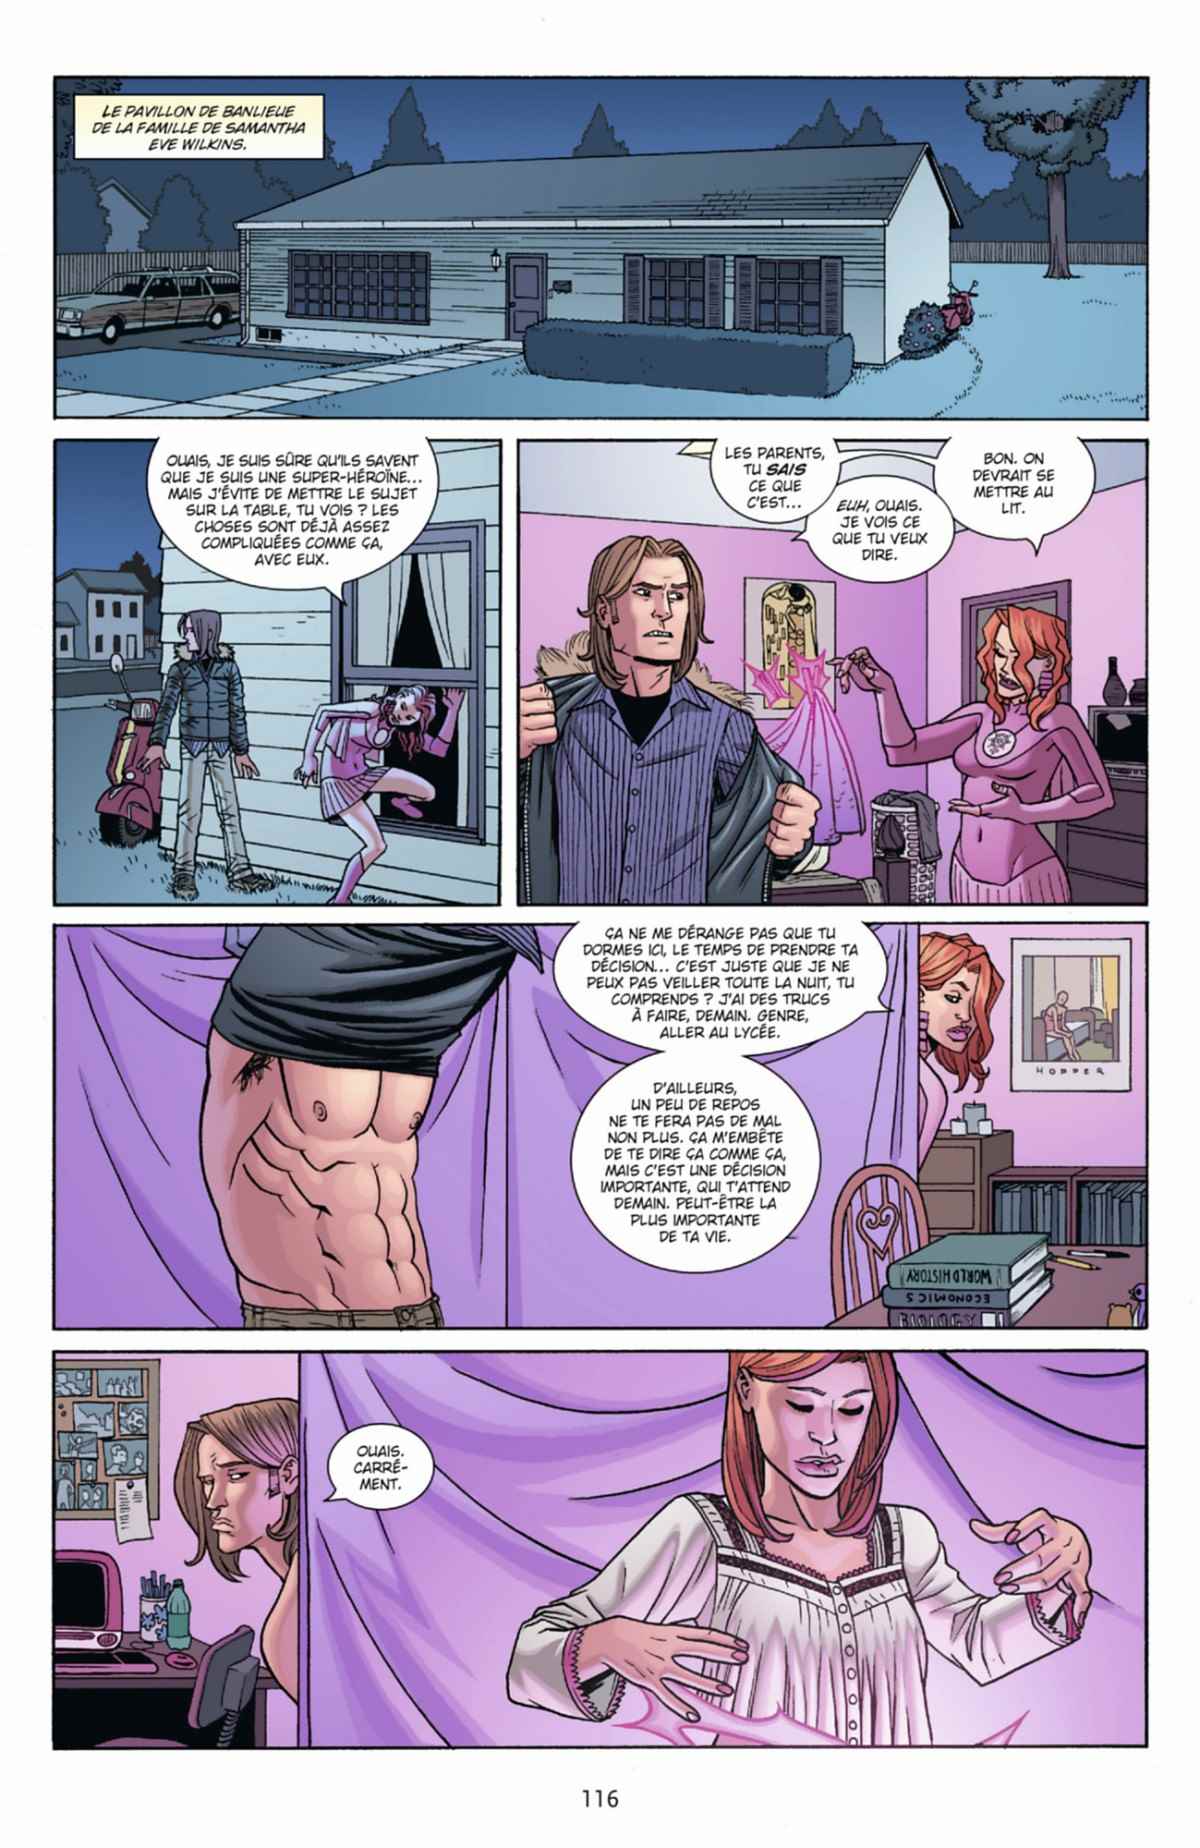 LE PAVILLON DE BANLIEUE
DE LA FAMILLE DE SAMANTHA
EVE WILKINS.
OUAIS, JE SUIS SÛRE QU'ILS SAVENT
QUE JE SUIS UNE SUPER-HÉROÏNE...
MAIS J'ÉVITE DE METTRE LE SUJET
SUR LA TABLE, TU VOIS ? LES
CHOSES SONT DÉJÀ ASSEZ
COMPLIQUÉES COMME ÇA,
AVEC EUX.
LES PARENTS,
TU SAIS
CE QUE
C'EST...
EUH, OUAIS.
JE VOIS CE
QUE TU VEUX
DIRE.
BON. ON
DEVRAIT SE
METTRE AU
LIT.
ÇA NE ME DÉRANGE PAS QUE TU
DORMES ICI, LE TEMPS DE PRENDRE TA
DÉCISION... C'EST JUSTE QUE JE NE
PEUX PAS VEILLER TOUTE LA NUIT, TU
COMPRENDS ? J'AI DES TRUCS
À FAIRE, DEMAIN. GENRE,
ALLER AU LYCÉE.
D'AILLEURS,
UN PEU DE REPOS
NE TE FERA PAS DE MAL
NON PLUS. ÇA M'EMBÊTE
DE TE DIRE ÇA COMME ÇA,
MAIS C'EST UNE DÉCISION
IMPORTANTE, QUI T'ATTEND
DEMAIN. PEUT-ÊTRE LA
PLUS IMPORTANTE
DE TA VIE.
HOPPER
WORLD HISTORY
ECONOMICS
BIOLOGY
OUAIS.
CARRÉ-
MENT.
116